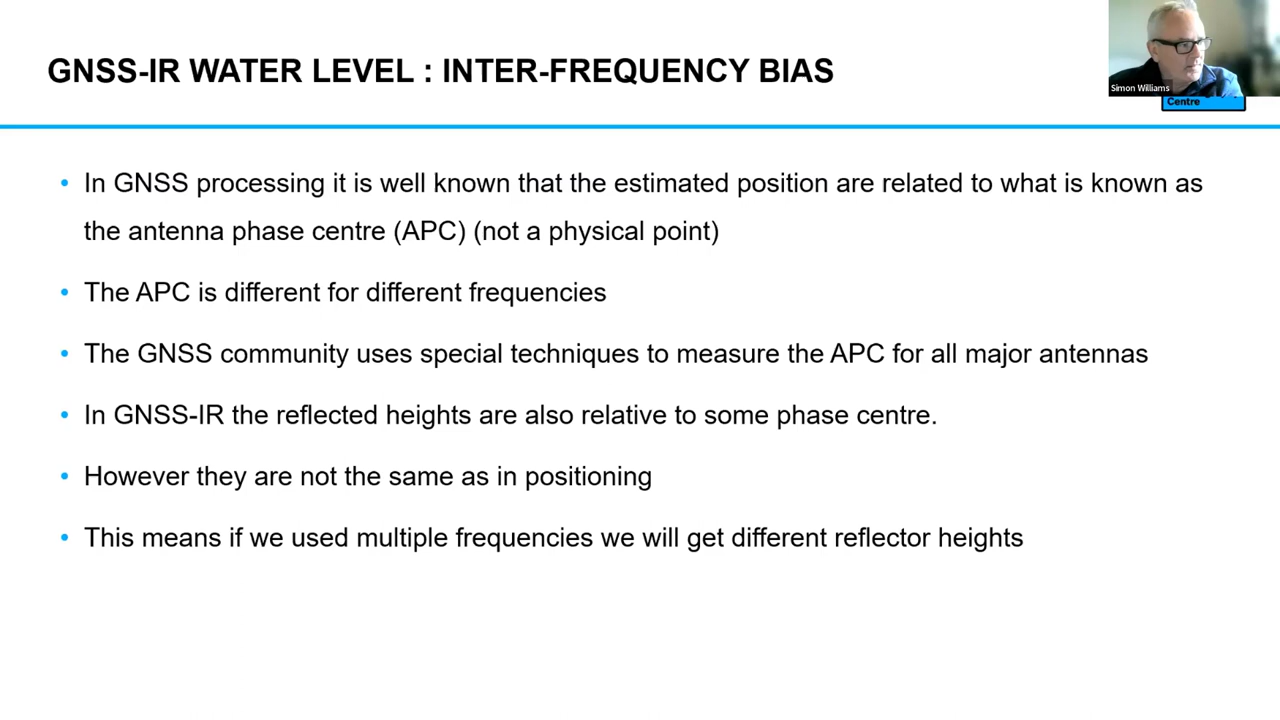 GNSS-IR WATER LEVEL : INTER-FREQUENCY BIAS
Simon Williams
Centre
• In GNSS processing it is well known that the estimated position are related to what is known as
the antenna phase centre (APC) (not a physical point)
• The APC is different for different frequencies
• The GNSS community uses special techniques to measure the APC for all major antennas
• In GNSS-IR the reflected heights are also relative to some phase centre.
• However they are not the same as in positioning
• This means if we used multiple frequencies we will get different reflector heights